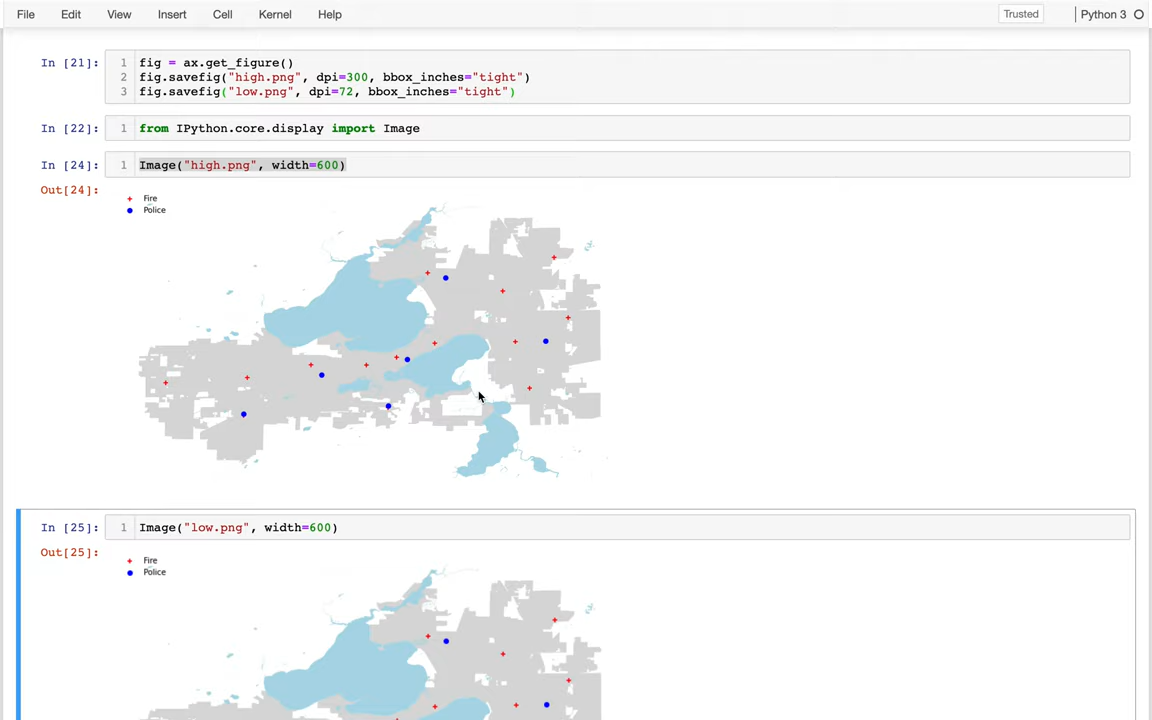 File Edit View Insert Cell Kernel Help Trusted Python 3
In [21]: 1 fig = ax.get_figure()
2 fig.savefig("high.png", dpi=300, bbox_inches="tight")
3 fig.savefig("low.png", dpi=72, bbox_inches="tight")
In [22]: 1 from IPython.core.display import Image
In [24]: 1 Image("high.png", width=600)
Out[24]:
Fire
Police
In [25]: 1 Image("low.png", width=600)
Out[25]:
Fire
Police